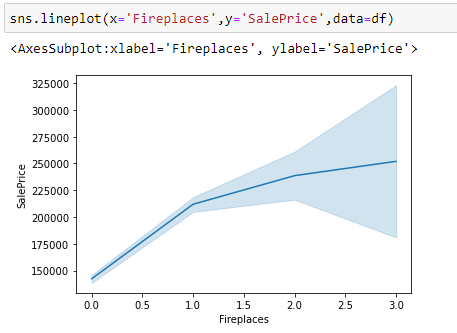 sns.lineplot(x='Fireplaces',y='SalePrice',data=df)
<AxesSubplot:xlabel='Fireplaces', ylabel='SalePrice'>
325000
300000
275000
250000
225000
200000
175000
150000
SalePrice
0.0 0.5 1.0 1.5 2.0 2.5 3.0
Fireplaces